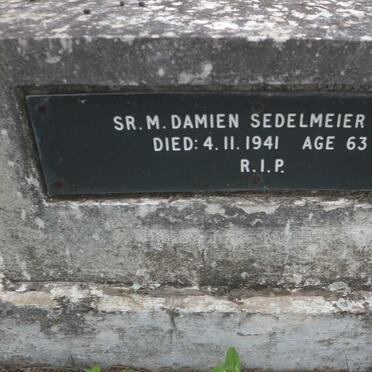 SR. M. DAMIEN SEDELMEIER
DIED: 4.11.1941 AGE 63
R.I.P.